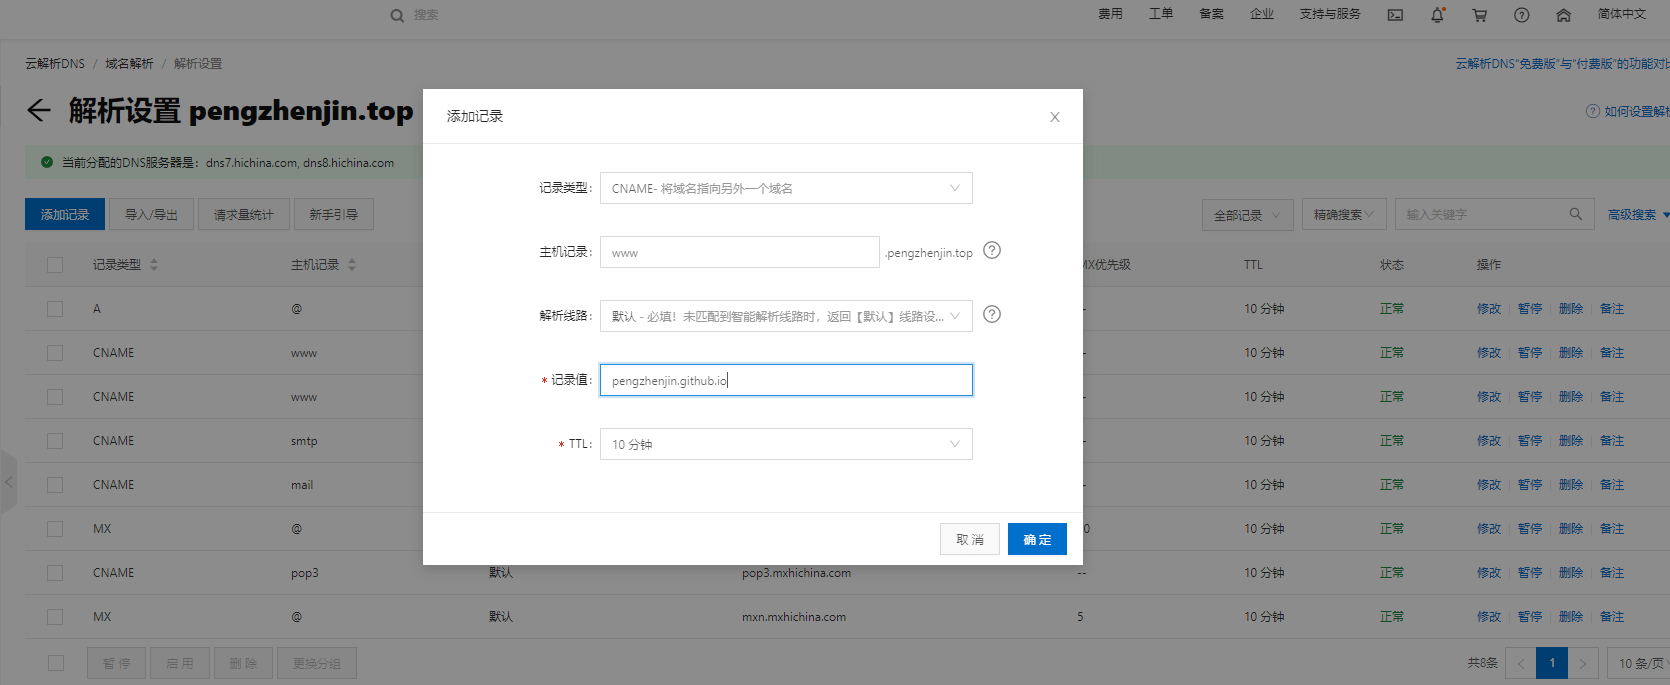 搜索
费用 工单 备案 企业 支持与服务 简体中文
云解析DNS / 域名解析 / 解析设置
云解析DNS“免费版”与“付费版”的功能对比
解析设置 pengzhenjin.top
如何设置解析
当前分配的DNS服务器是：dns7.hichina.com, dns8.hichina.com
添加记录 导入/导出 请求量统计 新手引导
全部记录 精确搜索 输入关键字 高级搜索
记录类型 主机记录 MX优先级 TTL 状态 操作
A @ -- 10 分钟 正常 修改 暂停 删除 备注
CNAME www -- 10 分钟 正常 修改 暂停 删除 备注
CNAME www -- 10 分钟 正常 修改 暂停 删除 备注
CNAME smtp -- 10 分钟 正常 修改 暂停 删除 备注
CNAME mail -- 10 分钟 正常 修改 暂停 删除 备注
MX @ 0 10 分钟 正常 修改 暂停 删除 备注
CNAME pop3 默认 pop3.mxhichina.com -- 10 分钟 正常 修改 暂停 删除 备注
MX @ 默认 mxn.mxhichina.com 5 10 分钟 正常 修改 暂停 删除 备注
暂 停 启 用 删 除 更换分组
共8条 < 1 > 10 条/页
添加记录
记录类型: CNAME- 将域名指向另外一个域名
主机记录: www .pengzhenjin.top
解析线路: 默认 - 必填！未匹配到智能解析线路时，返回【默认】线路设...
* 记录值: pengzhenjin.github.io
* TTL: 10 分钟
取 消 确 定